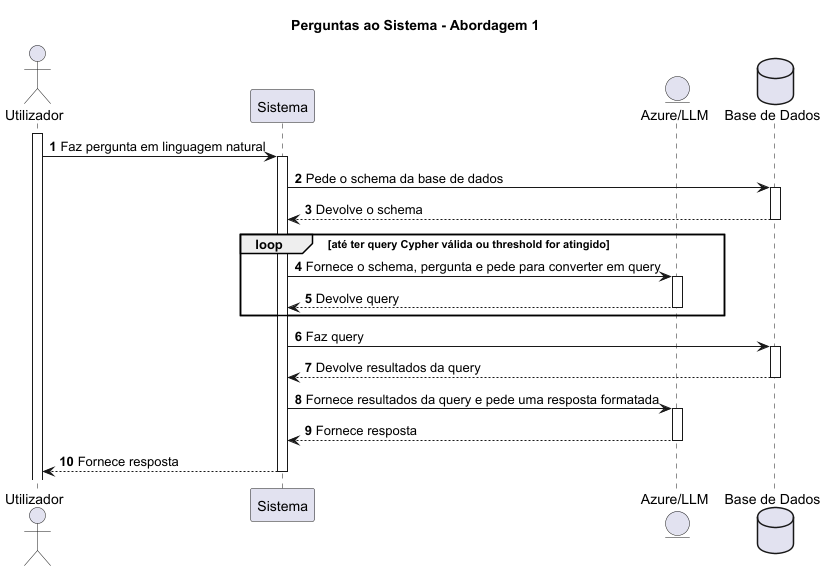 Perguntas ao Sistema - Abordagem 1
Utilizador
Sistema
Azure/LLM
Base de Dados
1 Faz pergunta em linguagem natural
2 Pede o schema da base de dados
3 Devolve o schema
loop [até ter query Cypher válida ou threshold for atingido]
4 Fornece o schema, pergunta e pede para converter em query
5 Devolve query
6 Faz query
7 Devolve resultados da query
8 Fornece resultados da query e pede uma resposta formatada
9 Fornece resposta
10 Fornece resposta
Utilizador
Sistema
Azure/LLM
Base de Dados